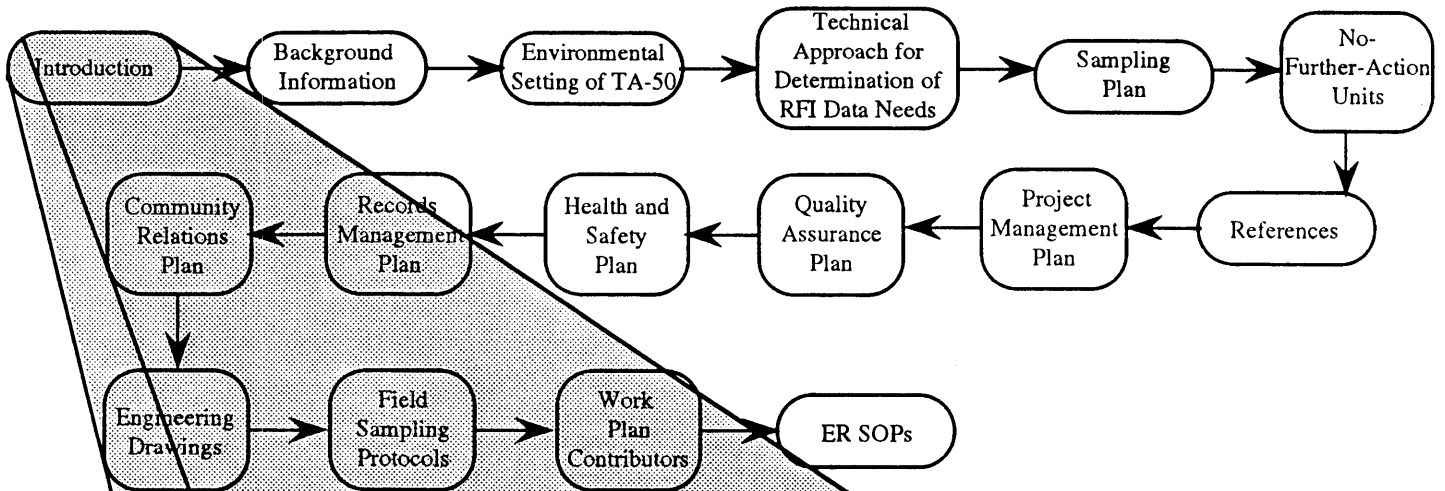 Introduction
Background
Information
Environmental
Setting of TA-50
Technical
Approach for
Determination of
RFI Data Needs
Sampling
Plan
No-
Further-Action
Units
References
Project
Management
Plan
Quality
Assurance
Plan
Health and
Safety
Plan
Records
Management
Plan
Community
Relations
Plan
Engineering
Drawings
Field
Sampling
Protocols
Work
Plan
Contributors
ER SOPs